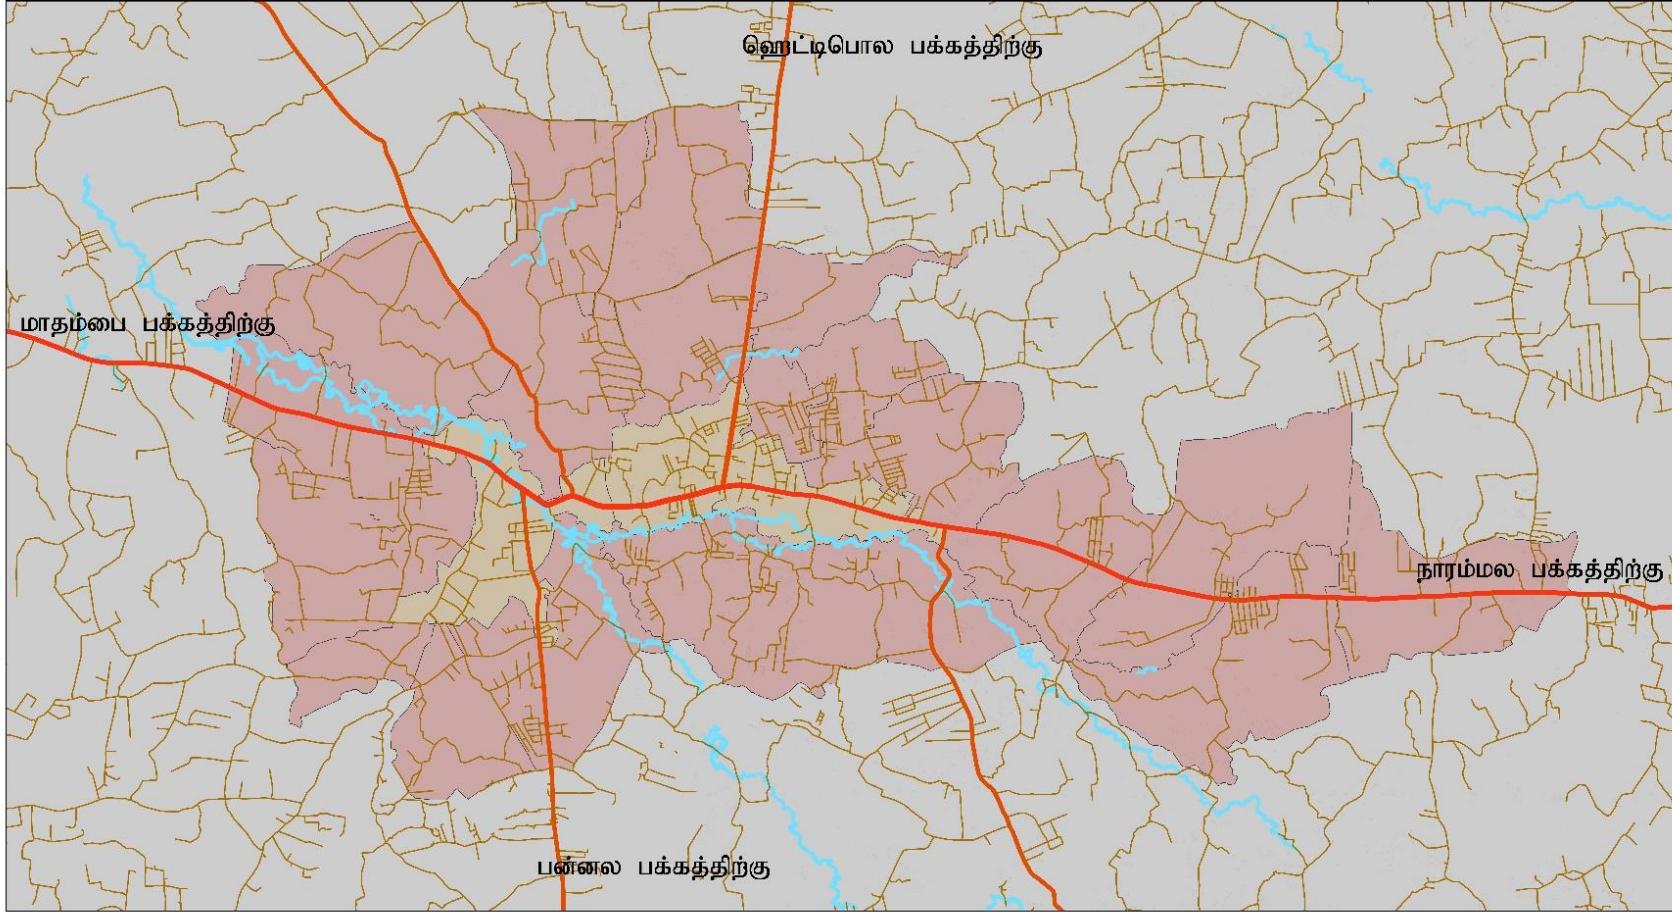 ஹெட்டிபொல பக்கத்திற்கு
மாதம்பை பக்கத்திற்கு
நாரம்மல பக்கத்திற்கு
பன்னல பக்கத்திற்கு